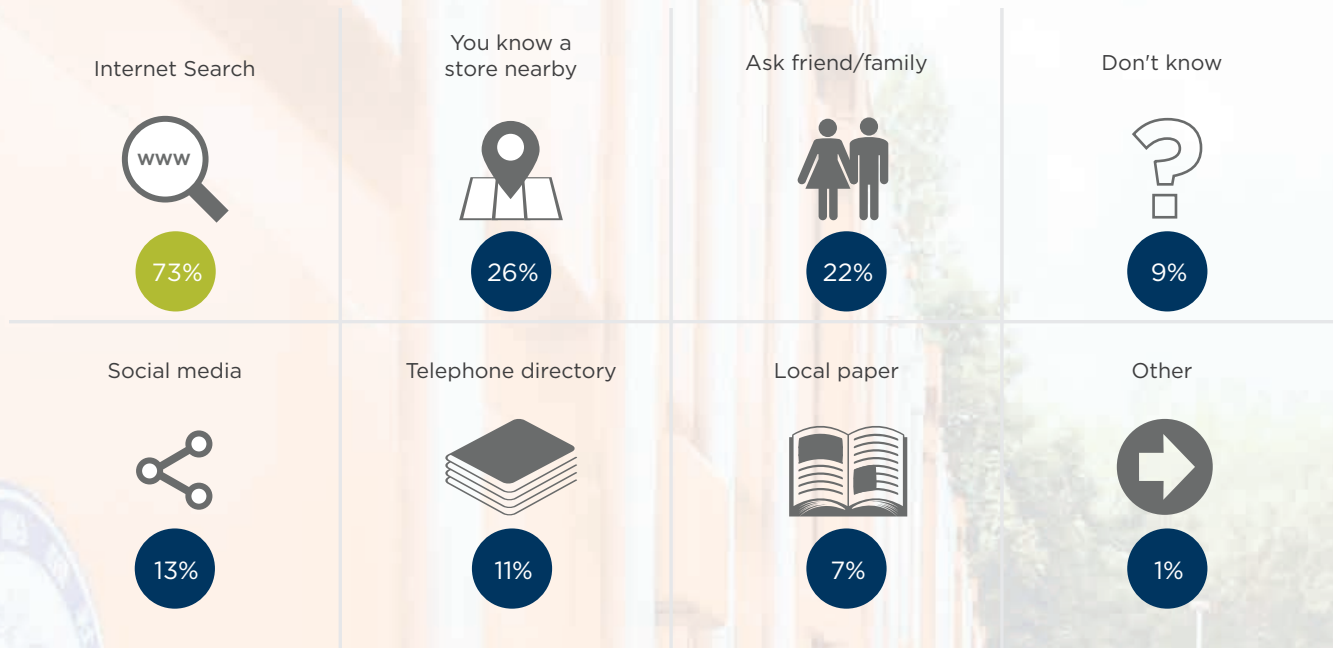 Internet Search
You know a
store nearby
Ask friend/family
Don't know
www
73%
26%
22%
9%
Social media
Telephone directory
Local paper
Other
13%
11%
7%
1%